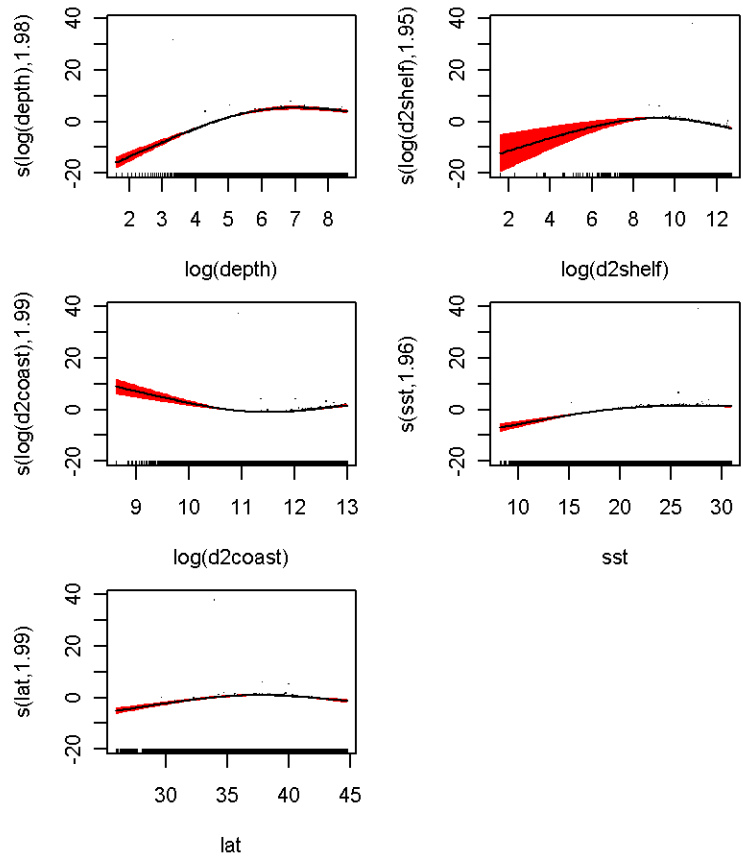 s(log(depth),1.98)
40
20
0
-20
2 3 4 5 6 7 8
log(depth)
s(log(d2shelf),1.95)
40
20
0
-20
2 4 6 8 10 12
log(d2shelf)
s(log(d2coast),1.99)
40
20
0
-20
9 10 11 12 13
log(d2coast)
s(sst,1.96)
40
20
0
-20
10 15 20 25 30
sst
s(lat,1.99)
40
20
0
-20
30 35 40 45
lat